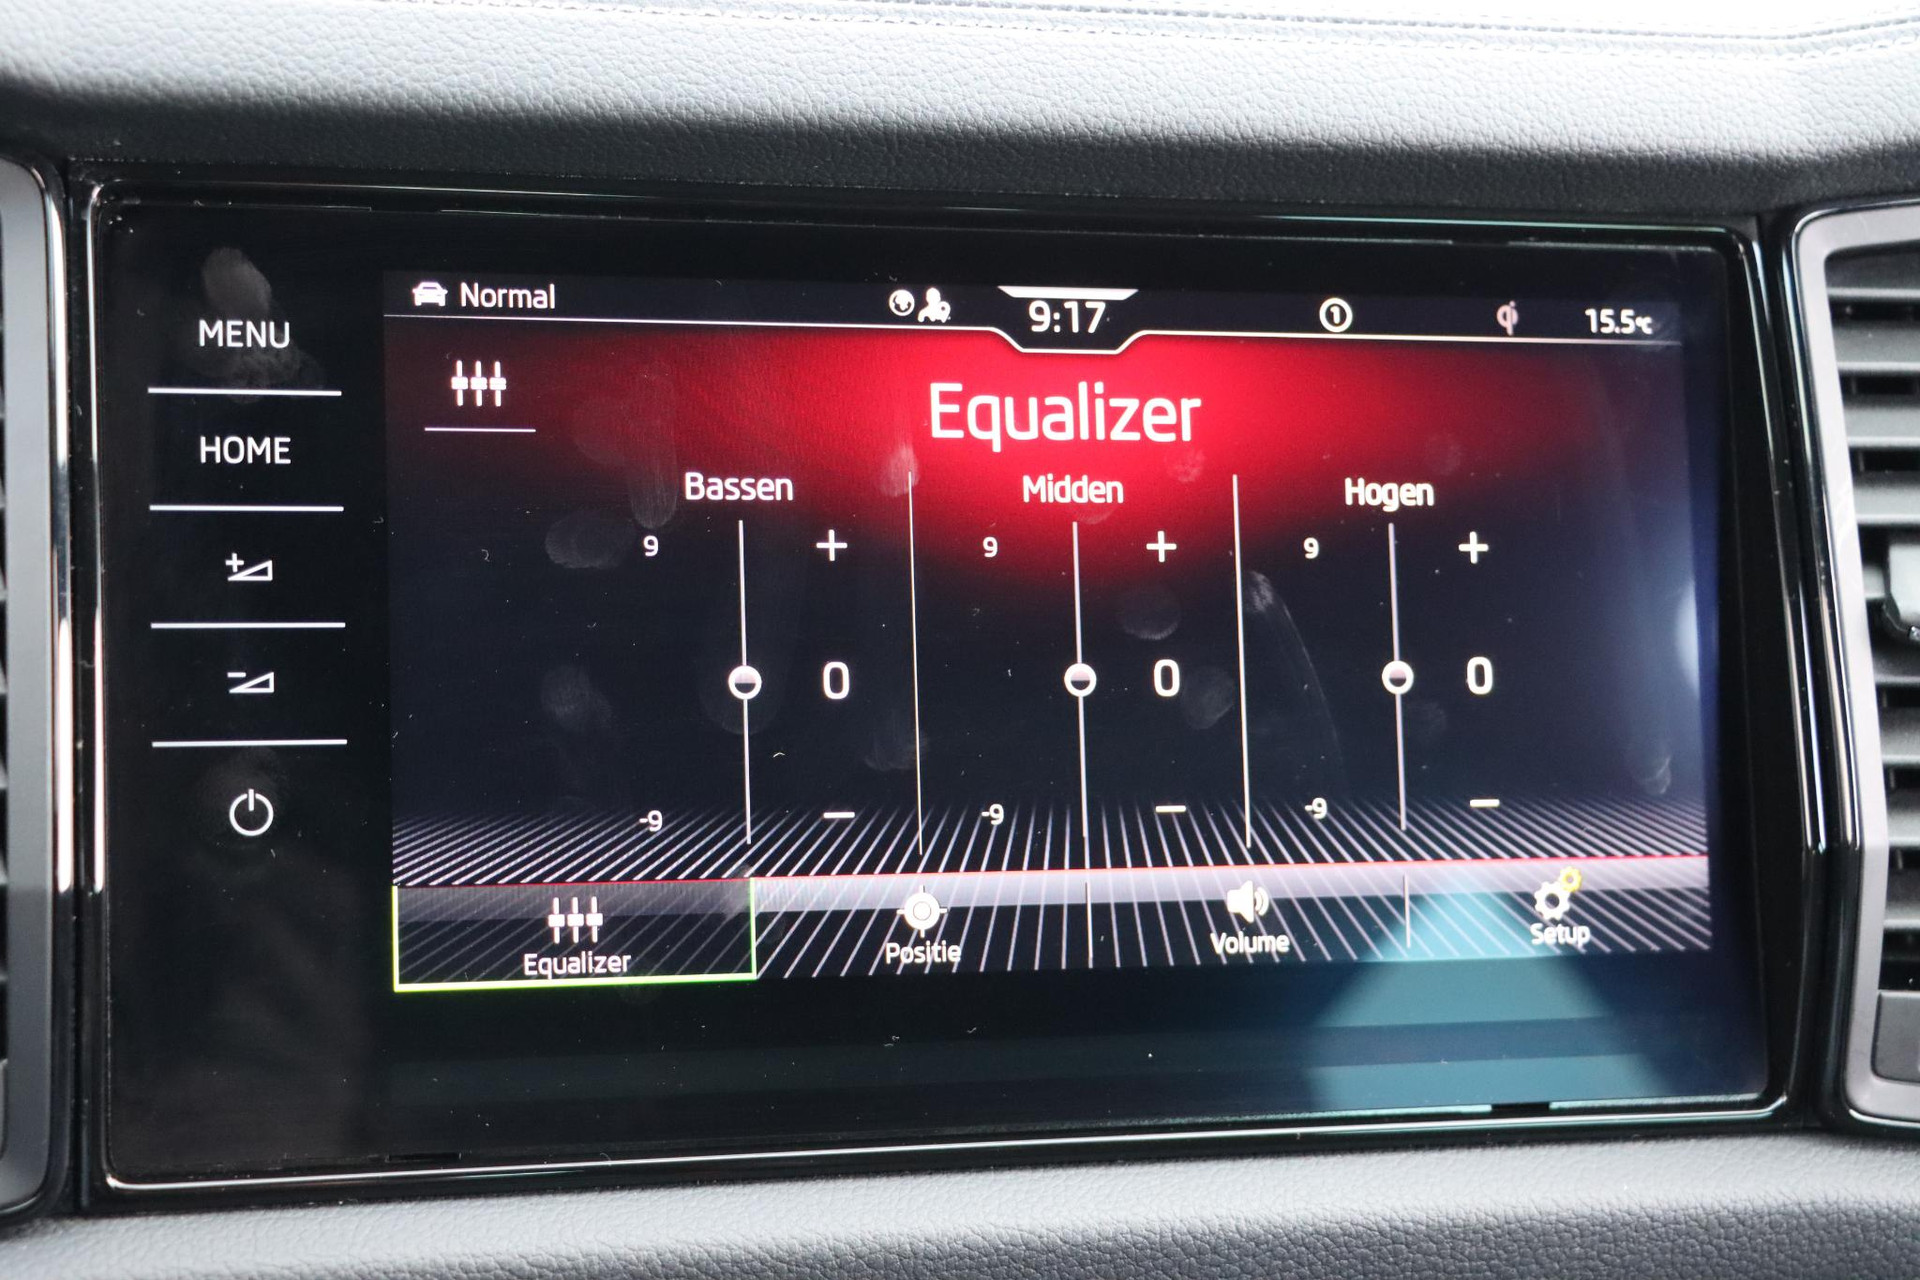 MENU
HOME
Normal
9:17
1
15.5°C
Equalizer
Bassen
Midden
Hogen
9
+
9
+
9
+
0
0
0
-9
−
-9
−
-9
−
Equalizer
Positie
Volume
Setup